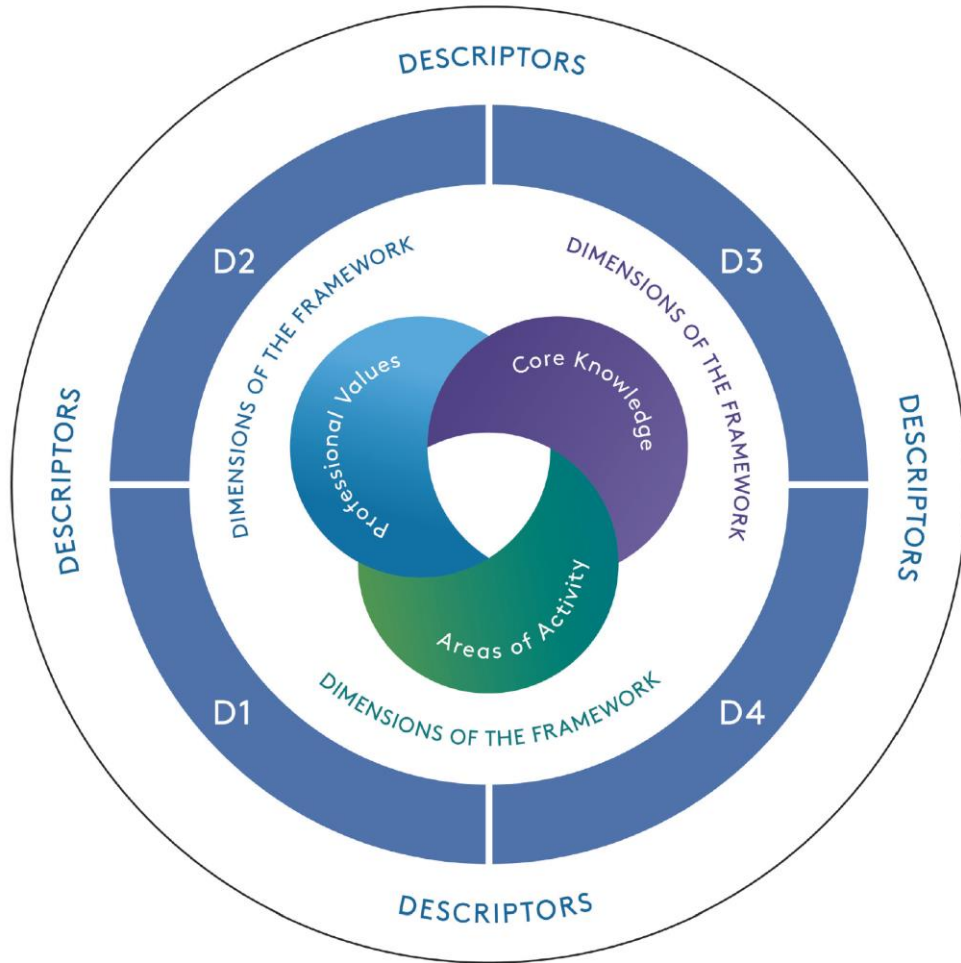 DESCRIPTORS
D2
D3
DIMENSIONS OF THE FRAMEWORK
DIMENSIONS OF THE FRAMEWORK
Professional Values
Core Knowledge
DESCRIPTORS
DESCRIPTORS
Areas of Activity
DIMENSIONS OF THE FRAMEWORK
D1
D4
DESCRIPTORS